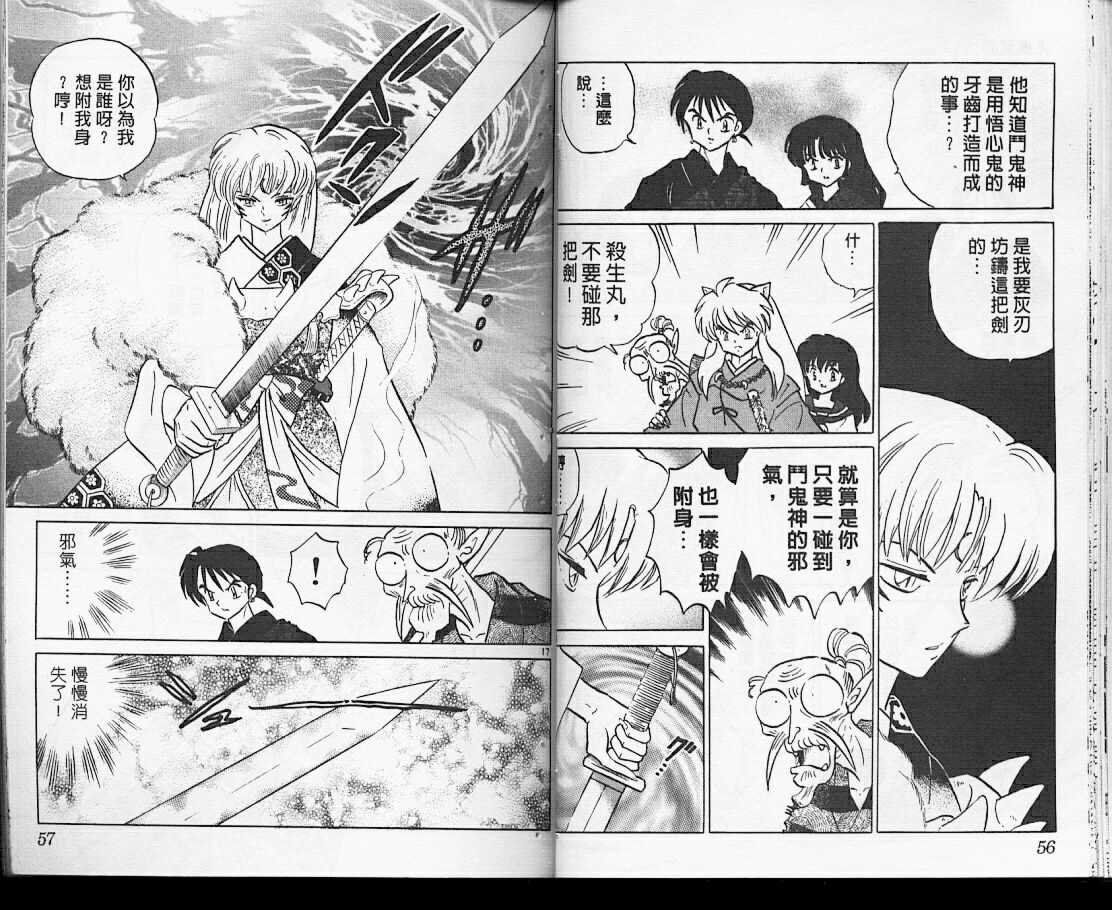 他知道鬥鬼神
是用悟心鬼的
牙齒打造而成
的事…？
…這麼
說…
是我要灰刃
坊鑄這把劍
的…
什…
殺生丸，
不要碰那
把劍！
就算是你，
只要一碰到
鬥鬼神的邪
氣，
也一樣會被
附身…
哼…
グ
!!
56
你以為我
是誰呀？
想附我身
？哼！
！
邪氣……
17
慢慢消
失了！
57